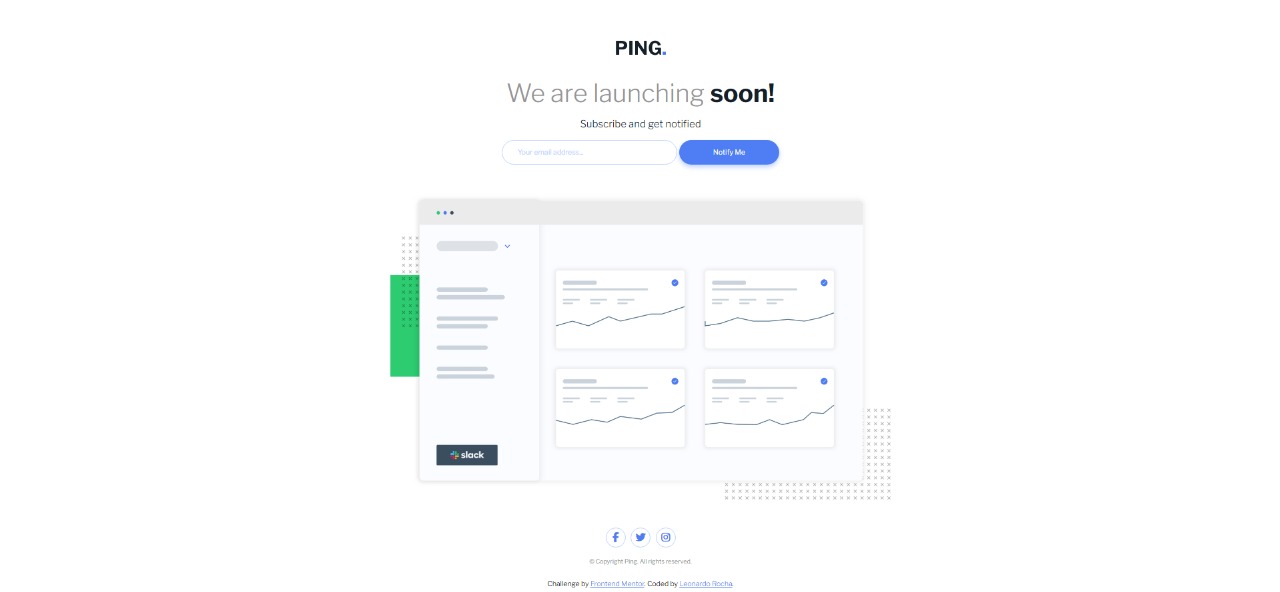 PING.
We are launching soon!
Subscribe and get notified
Your email address...
Notify Me
slack
© Copyright Ping. All rights reserved.
Challenge by Frontend Mentor. Coded by Leonardo Rocha.